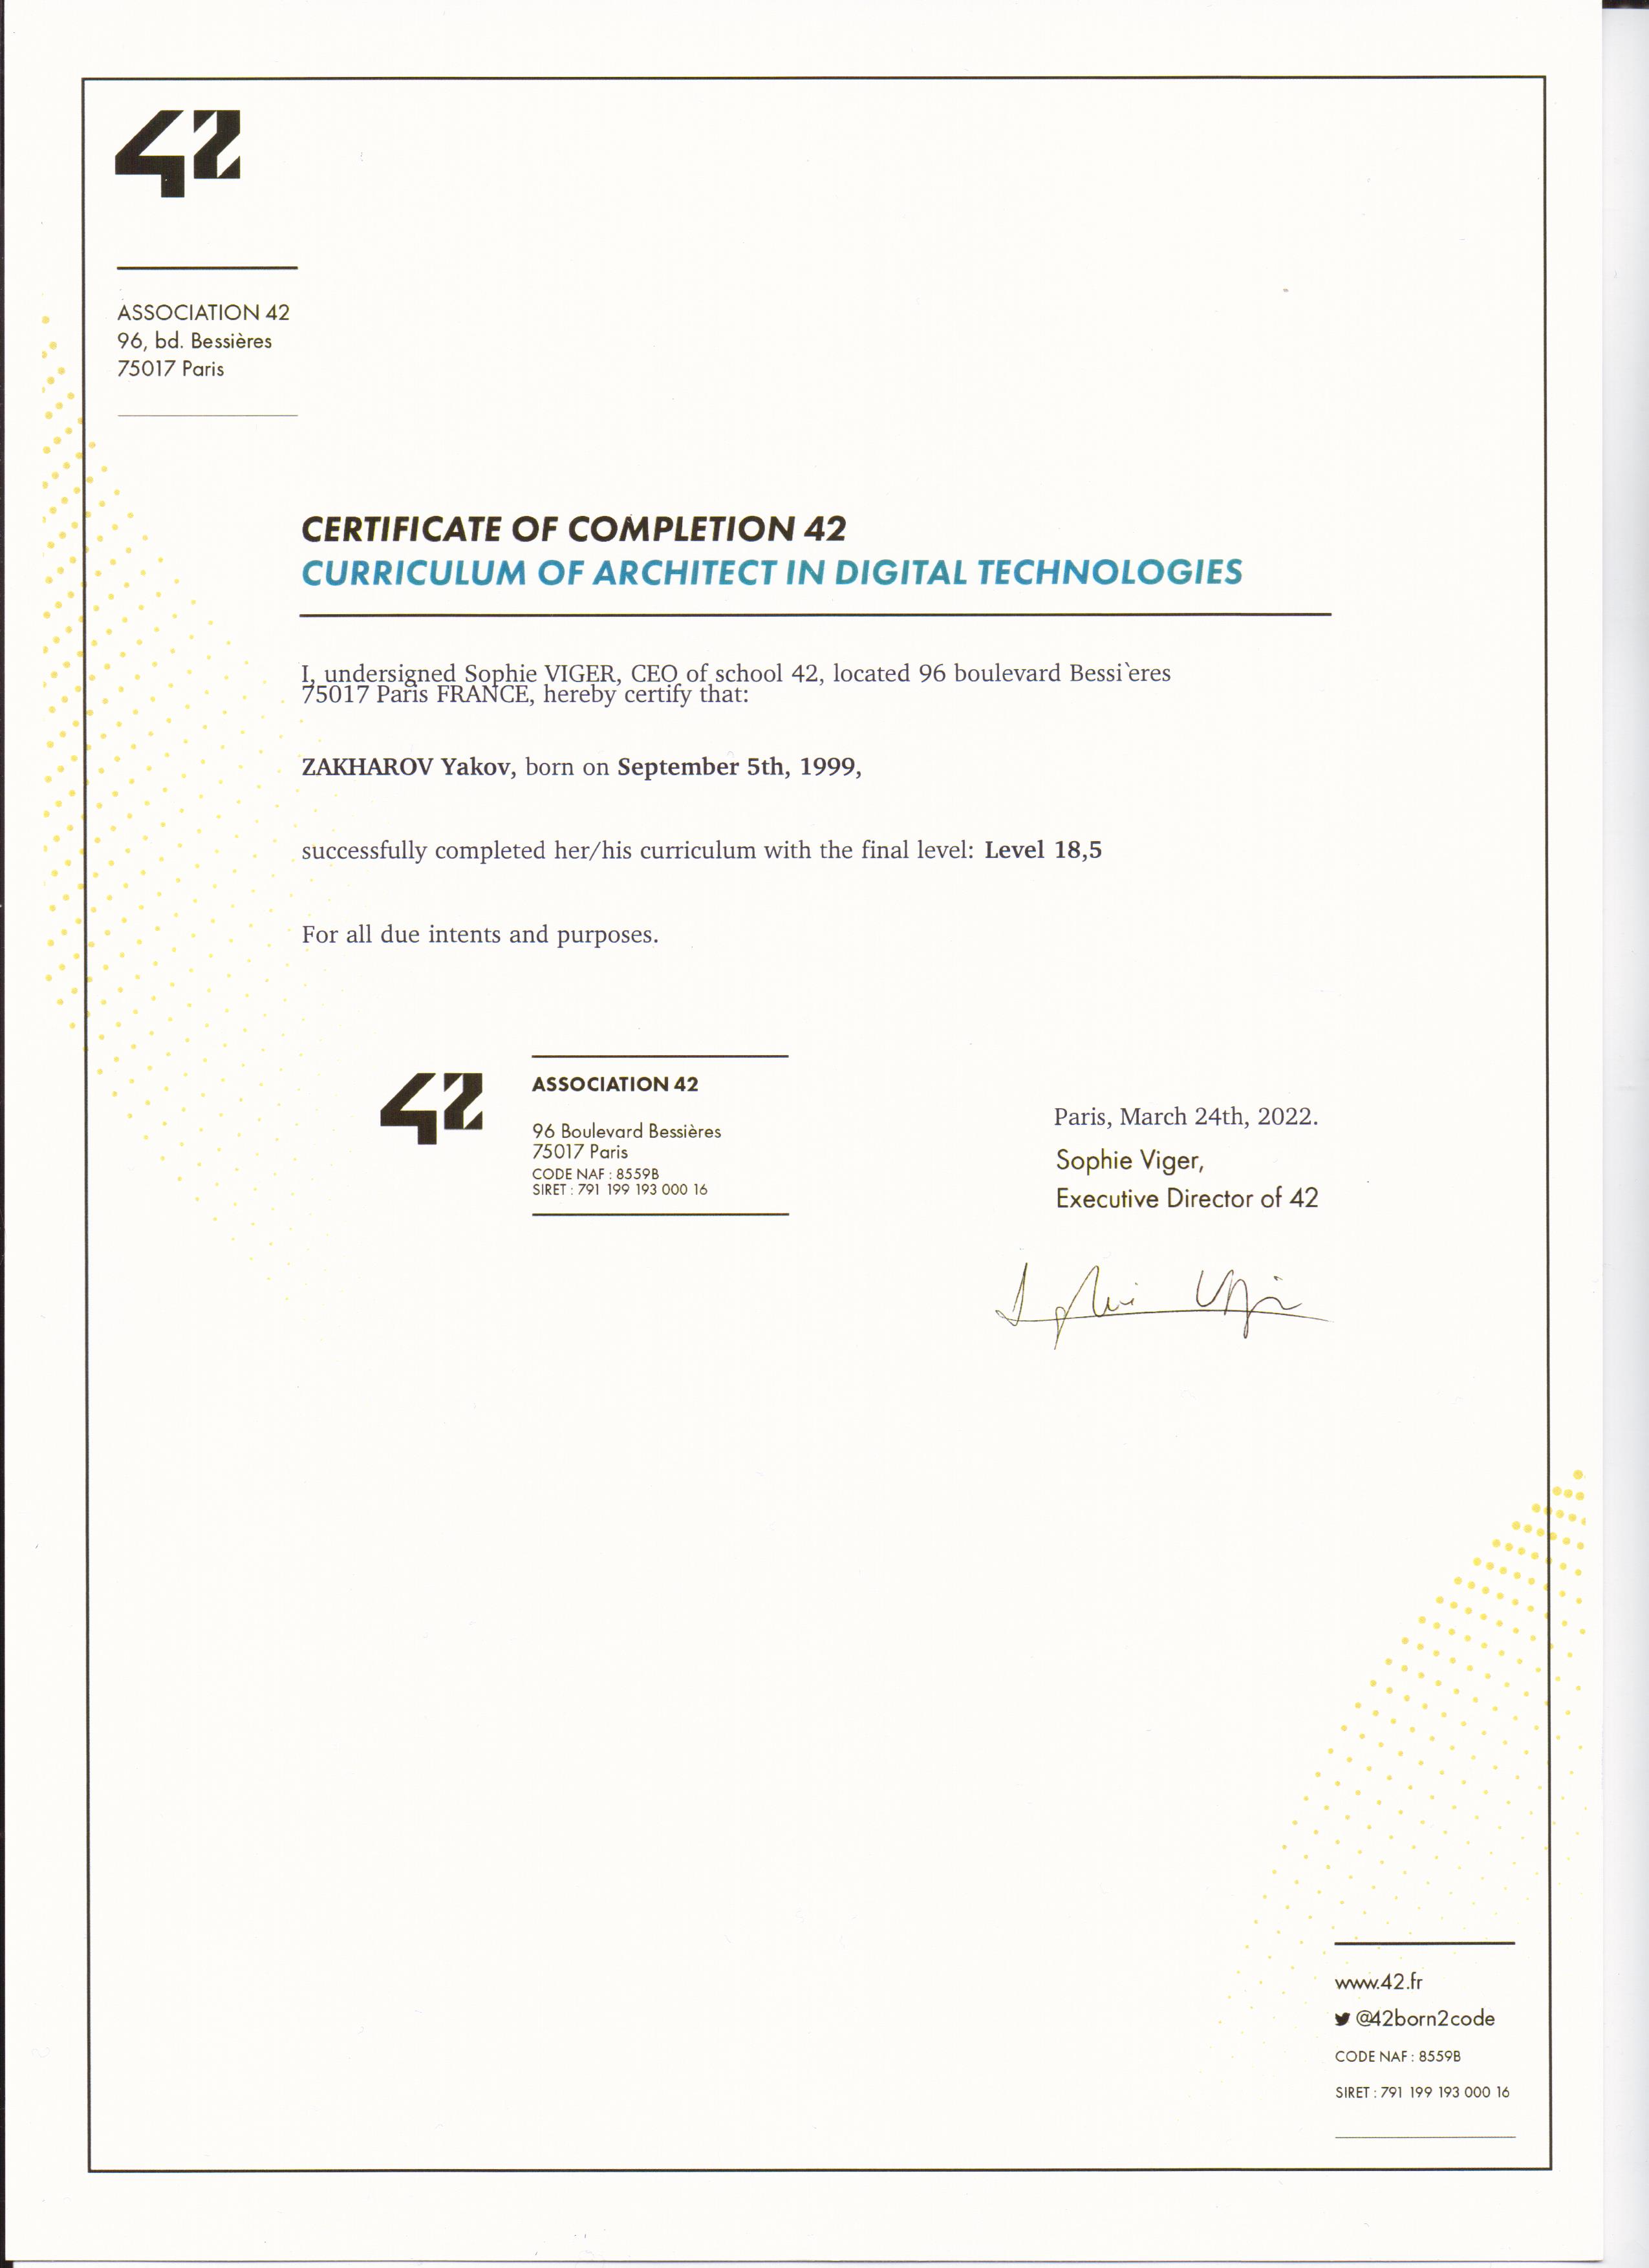 42
ASSOCIATION 42
96, bd. Bessières
75017 Paris
CERTIFICATE OF COMPLETION 42
CURRICULUM OF ARCHITECT IN DIGITAL TECHNOLOGIES
I, undersigned Sophie VIGER, CEO of school 42, located 96 boulevard Bessi`eres
75017 Paris FRANCE, hereby certify that:
ZAKHAROV Yakov, born on September 5th, 1999,
successfully completed her/his curriculum with the final level: Level 18,5
For all due intents and purposes.
42
ASSOCIATION 42
96 Boulevard Bessières
75017 Paris
CODE NAF : 8559B
SIRET : 791 199 193 000 16
Paris, March 24th, 2022.
Sophie Viger,
Executive Director of 42
Sophie Viger
www.42.fr
@42born2code
CODE NAF : 8559B
SIRET : 791 199 193 000 16